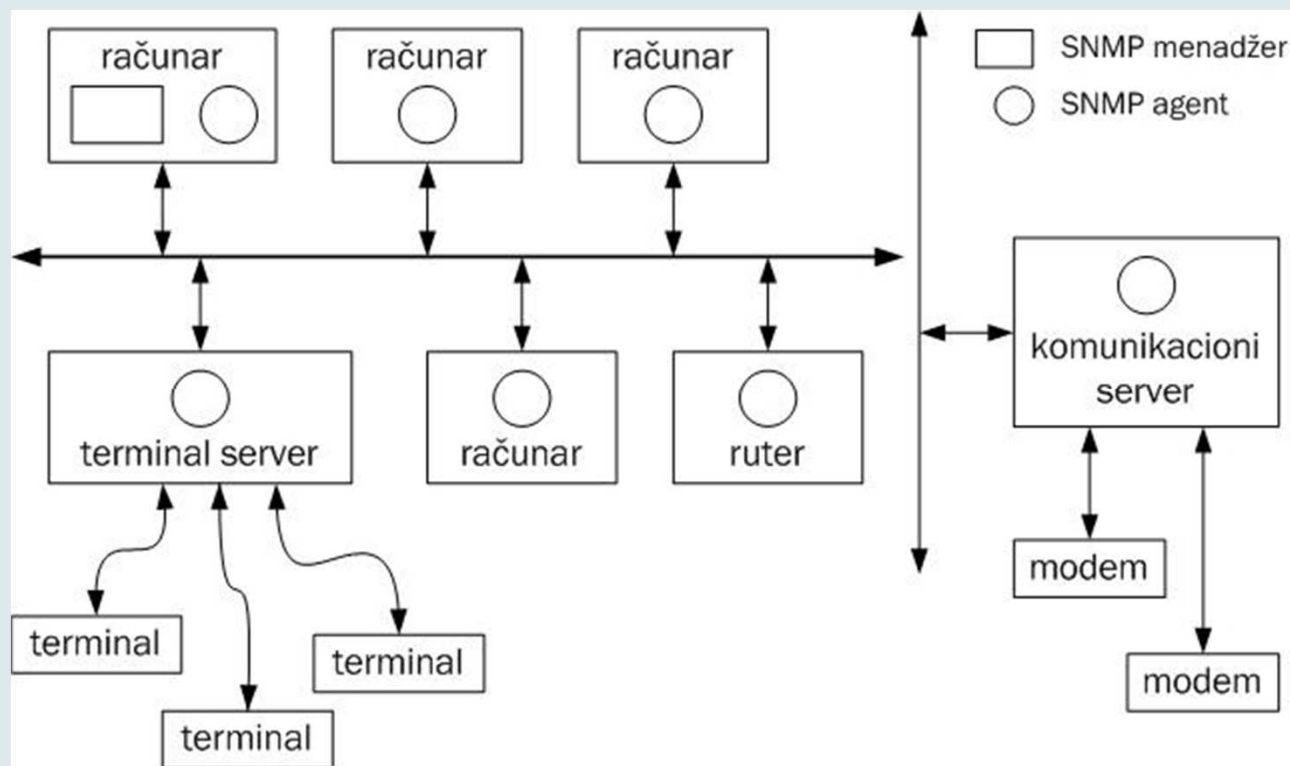 računar
računar
računar
SNMP menadžer
SNMP agent
komunikacioni
server
terminal server
računar
ruter
modem
terminal
terminal
modem
terminal